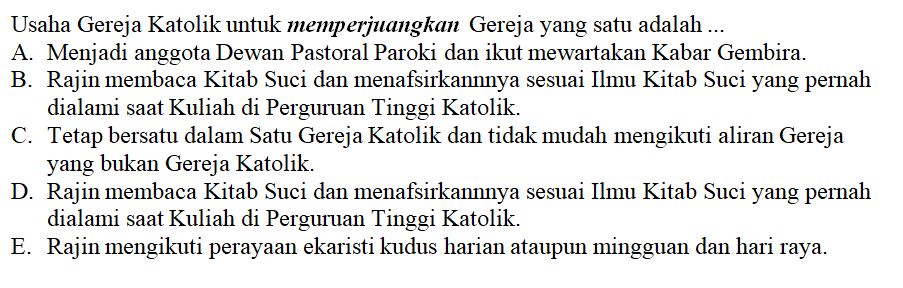 Usaha Gereja Katolik untuk memperjuangkan Gereja yang satu adalah ...
A. Menjadi anggota Dewan Pastoral Paroki dan ikut mewartakan Kabar Gembira.
B. Rajin membaca Kitab Suci dan menafsirkannnya sesuai Ilmu Kitab Suci yang pernah
dialami saat Kuliah di Perguruan Tinggi Katolik.
C. Tetap bersatu dalam Satu Gereja Katolik dan tidak mudah mengikuti aliran Gereja
yang bukan Gereja Katolik.
D. Rajin membaca Kitab Suci dan menafsirkannnya sesuai Ilmu Kitab Suci yang pernah
dialami saat Kuliah di Perguruan Tinggi Katolik.
E. Rajin mengikuti perayaan ekaristi kudus harian ataupun mingguan dan hari raya.